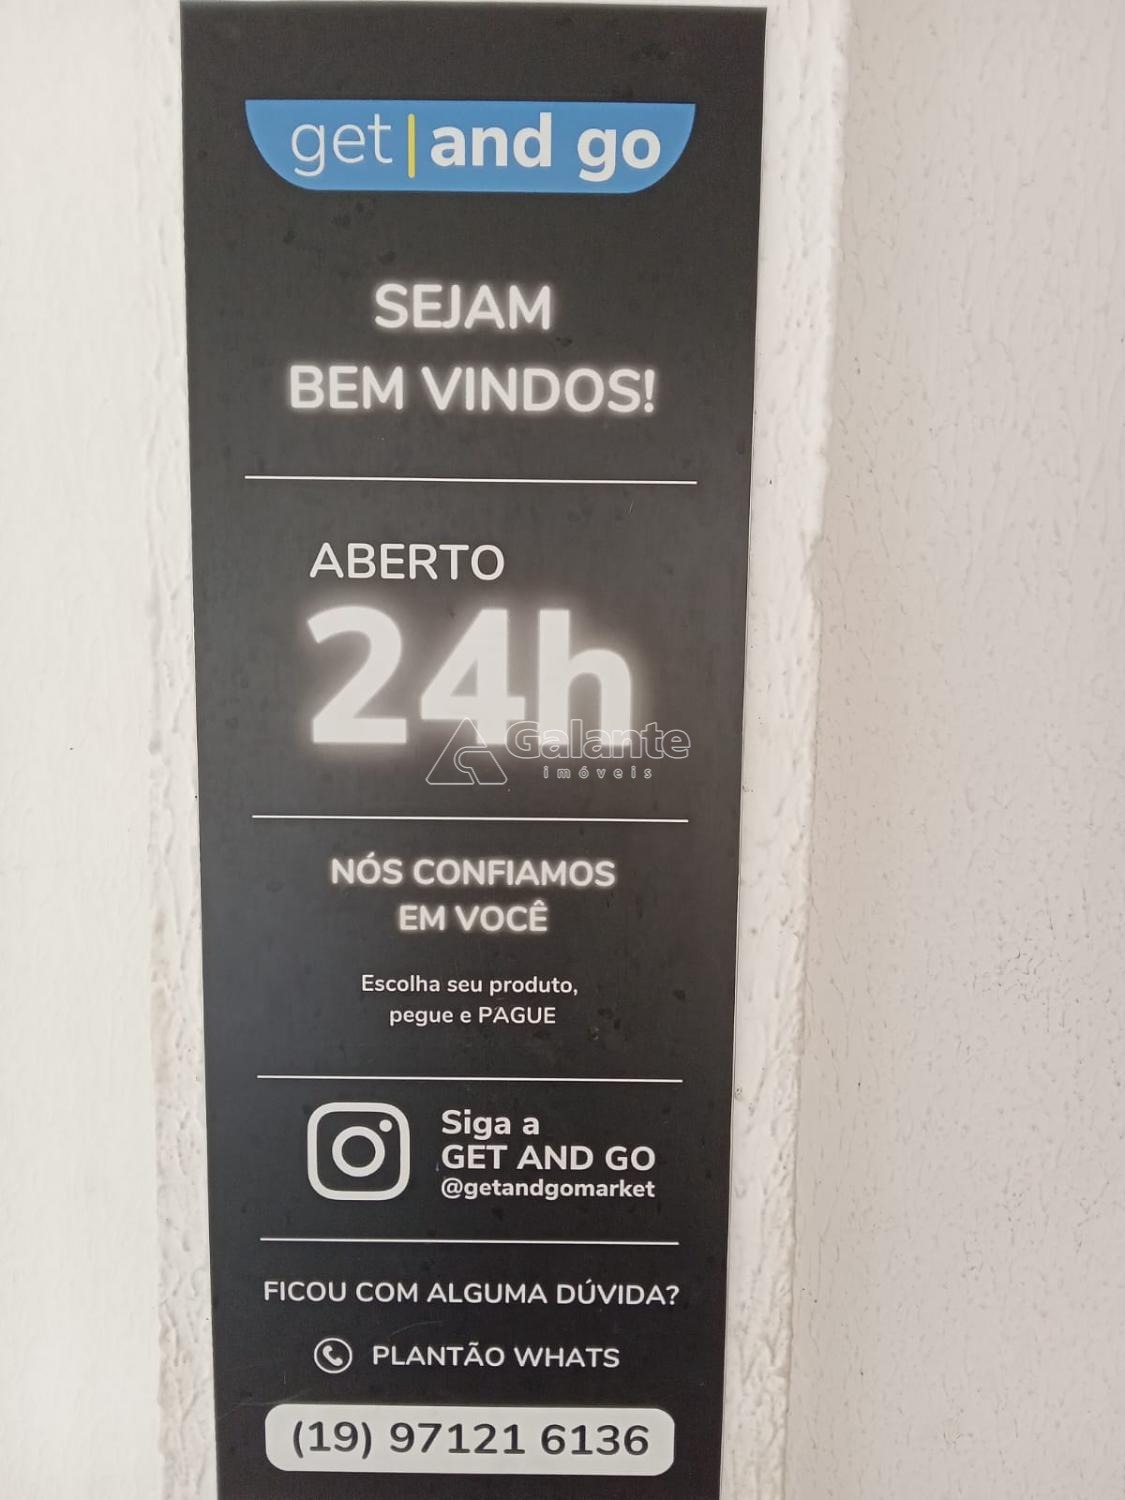 get | and go
SEJAM
BEM VINDOS!
ABERTO
24h
Galante
imóveis
NÓS CONFIAMOS
EM VOCÊ
Escolha seu produto,
pegue e PAGUE
Siga a
GET AND GO
@getandgomarket
FICOU COM ALGUMA DÚVIDA?
PLANTÃO WHATS
(19) 97121 6136